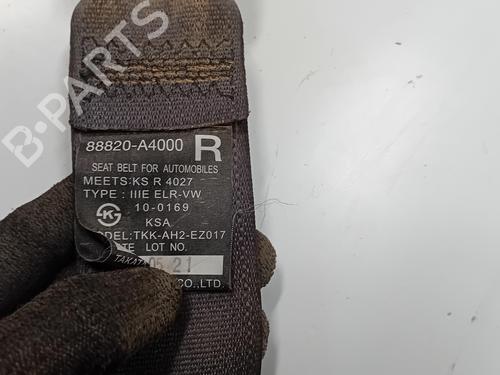 88820-A4000 R
SEAT BELT FOR AUTOMOBILES
MEETS:KS R 4027
TYPE : IIIE ELR-VW
10-0169
KSA
DEL:TKK-AH2-EZ017
TE LOT NO.
05 21
CO.,LTD.
B-PARTS